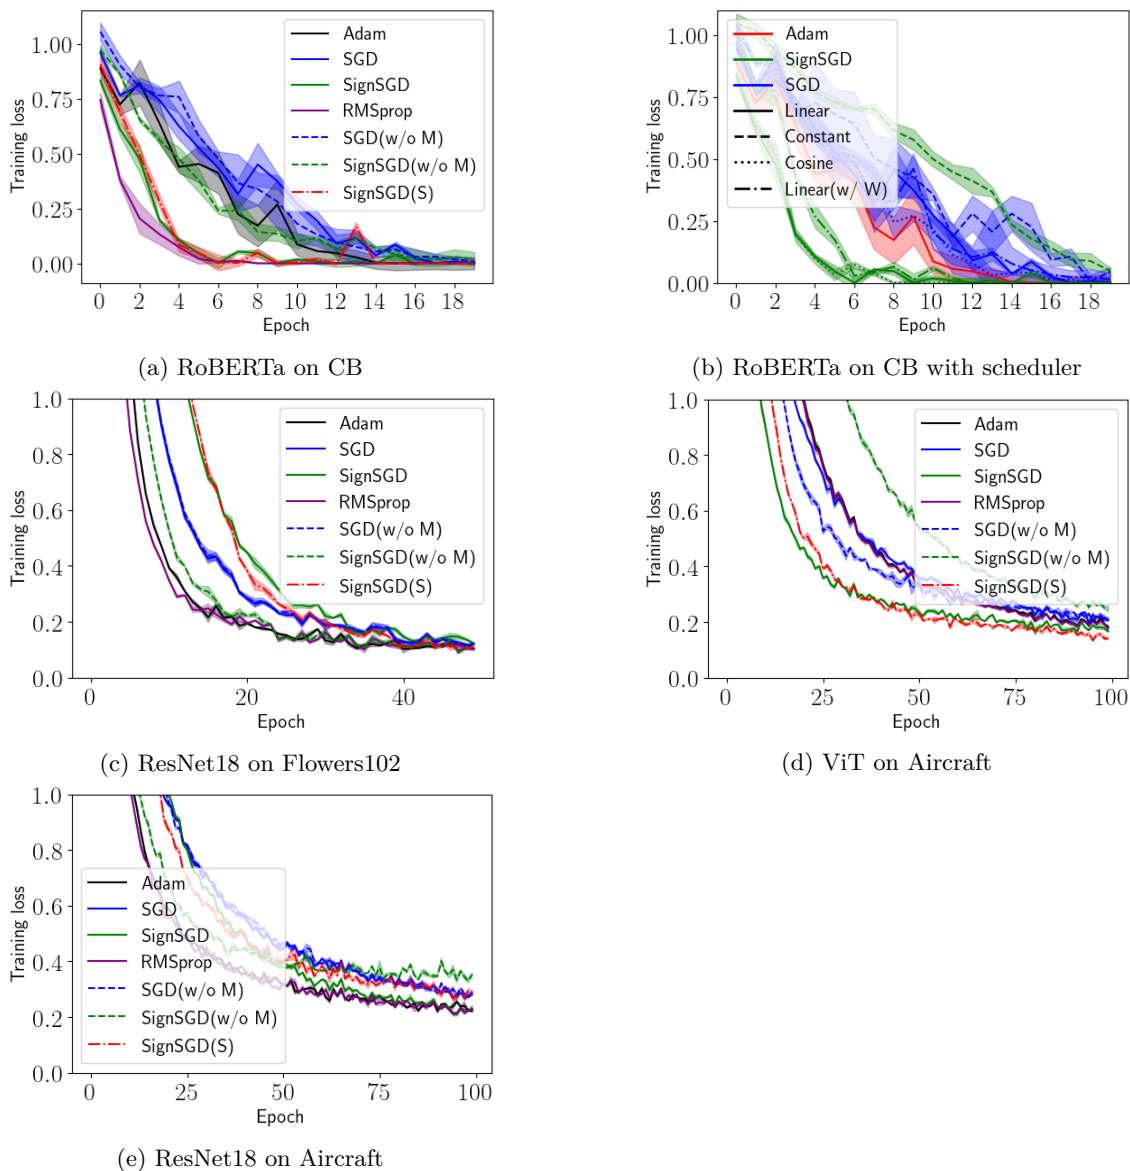 Training loss
1.00
0.75
0.50
0.25
0.00
0 2 4 6 8 10 12 14 16 18
Epoch
Adam
SGD
SignSGD
RMSprop
SGD(w/o M)
SignSGD(w/o M)
SignSGD(S)
(a) RoBERTa on CB
Training loss
1.00
0.75
0.50
0.25
0.00
0 2 4 6 8 10 12 14 16 18
Epoch
Adam
SignSGD
SGD
Linear
Constant
Cosine
Linear(w/ W)
(b) RoBERTa on CB with scheduler
Training loss
1.0
0.8
0.6
0.4
0.2
0.0
0 20 40
Epoch
Adam
SGD
SignSGD
RMSprop
SGD(w/o M)
SignSGD(w/o M)
SignSGD(S)
(c) ResNet18 on Flowers102
Training loss
1.0
0.8
0.6
0.4
0.2
0.0
0 25 50 75 100
Epoch
Adam
SGD
SignSGD
RMSprop
SGD(w/o M)
SignSGD(w/o M)
SignSGD(S)
(d) ViT on Aircraft
Training loss
1.0
0.8
0.6
0.4
0.2
0.0
0 25 50 75 100
Epoch
Adam
SGD
SignSGD
RMSprop
SGD(w/o M)
SignSGD(w/o M)
SignSGD(S)
(e) ResNet18 on Aircraft